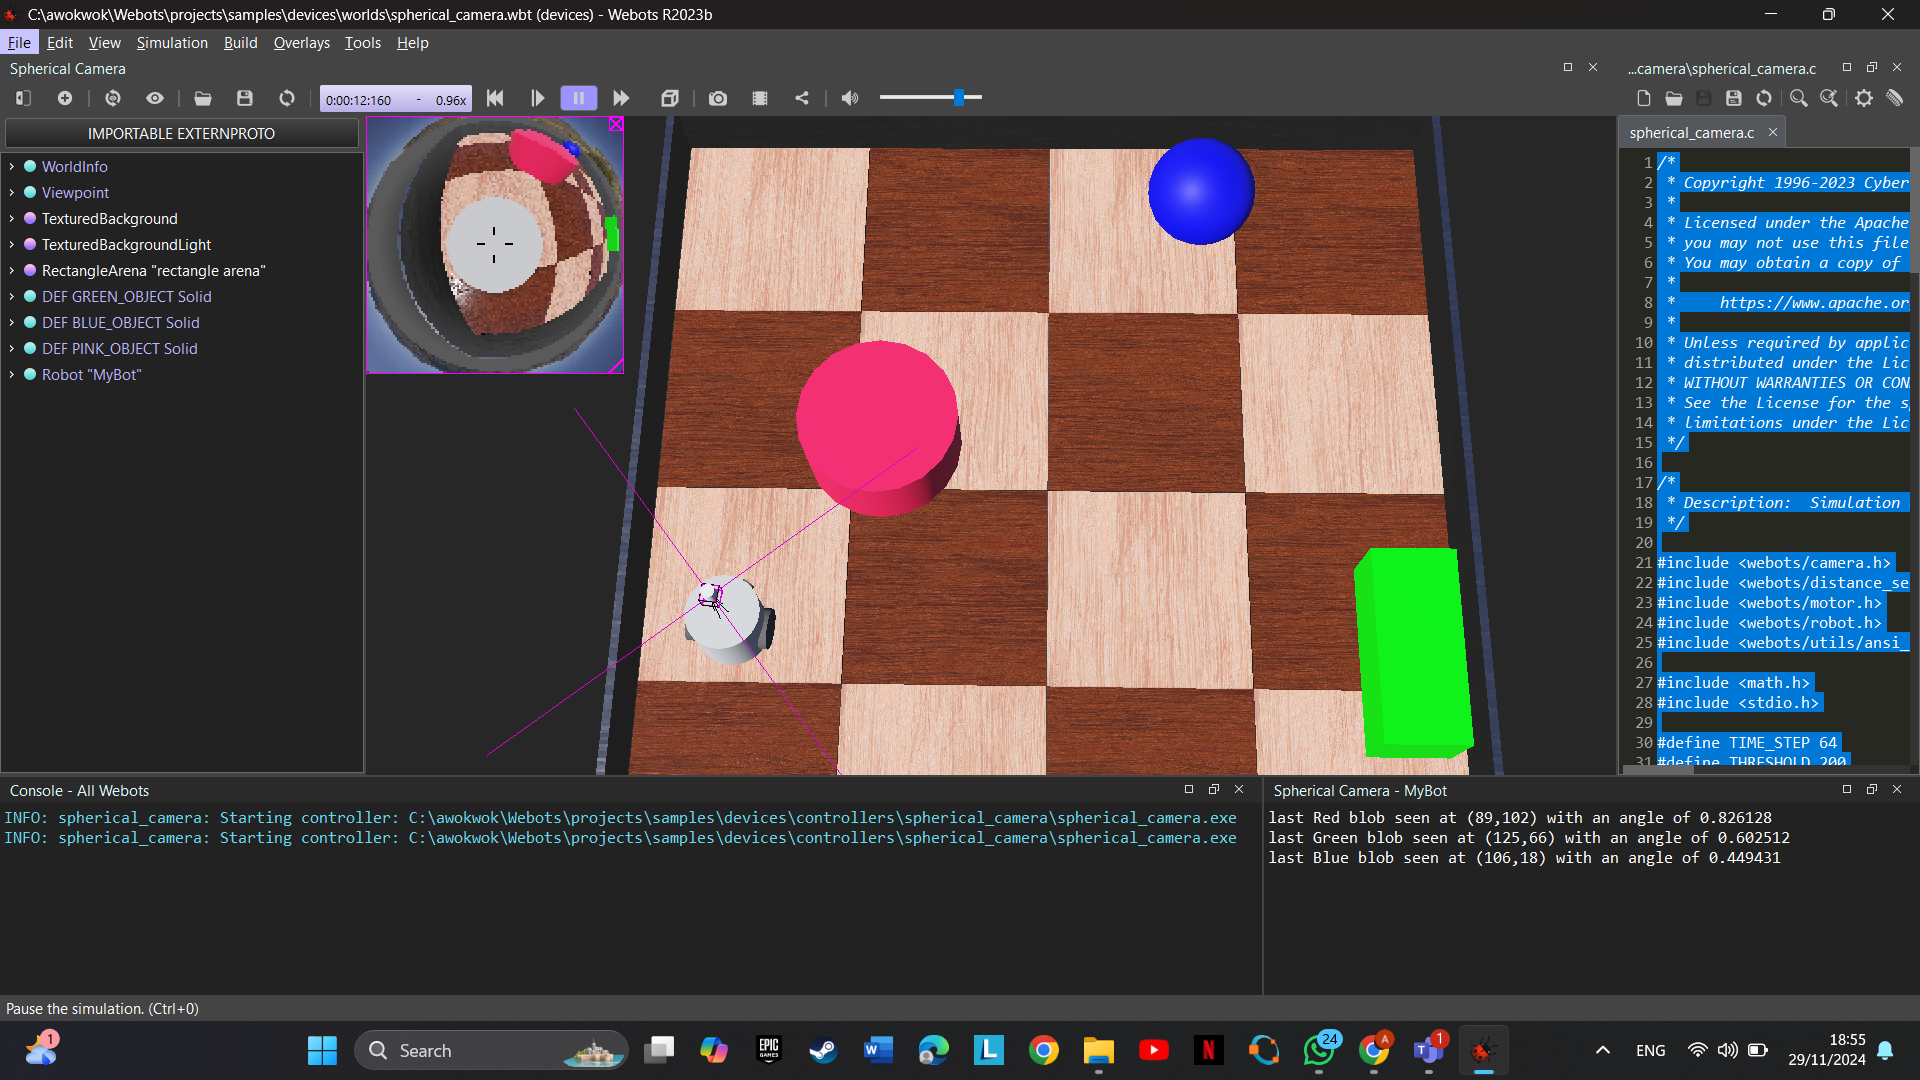 C:\awokwok\Webots\projects\samples\devices\worlds\spherical_camera.wbt (devices) - Webots R2023b
File Edit View Simulation Build Overlays Tools Help
Spherical Camera
...camera\spherical_camera.c
0:00:12:160 - 0.96x
IMPORTABLE EXTERNPROTO
WorldInfo
Viewpoint
TexturedBackground
TexturedBackgroundLight
RectangleArena "rectangle arena"
DEF GREEN_OBJECT Solid
DEF BLUE_OBJECT Solid
DEF PINK_OBJECT Solid
Robot "MyBot"
spherical_camera.c
1 /*
2 * Copyright 1996-2023 Cyber
3 *
4 * Licensed under the Apache
5 * you may not use this file
6 * You may obtain a copy of
7 *
8 * https://www.apache.or
9 *
10 * Unless required by applic
11 * distributed under the Lic
12 * WITHOUT WARRANTIES OR CON
13 * See the License for the s
14 * limitations under the Lic
15 */
16
17 /*
18 * Description: Simulation
19 */
20
21 #include <webots/camera.h>
22 #include <webots/distance_se
23 #include <webots/motor.h>
24 #include <webots/robot.h>
25 #include <webots/utils/ansi_
26
27 #include <math.h>
28 #include <stdio.h>
29
30 #define TIME_STEP 64
31 #define THRESHOLD 200
Console - All Webots
INFO: spherical_camera: Starting controller: C:\awokwok\Webots\projects\samples\devices\controllers\spherical_camera\spherical_camera.exe
INFO: spherical_camera: Starting controller: C:\awokwok\Webots\projects\samples\devices\controllers\spherical_camera\spherical_camera.exe
Spherical Camera - MyBot
last Red blob seen at (89,102) with an angle of 0.826128
last Green blob seen at (125,66) with an angle of 0.602512
last Blue blob seen at (106,18) with an angle of 0.449431
Pause the simulation. (Ctrl+0)
1
Search
EPIC GAMES
W
L
N
24
A
1
ENG
18:55
29/11/2024